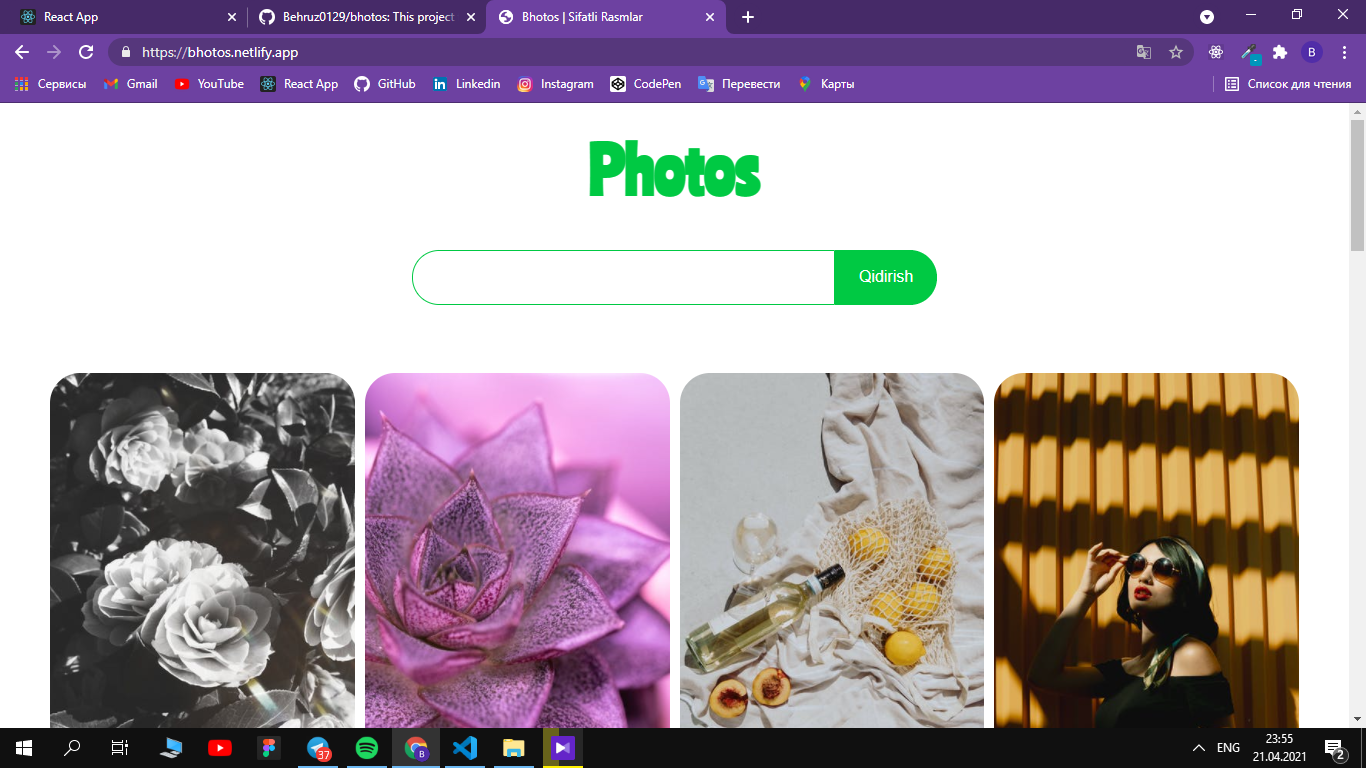 React App
Behruz0129/bhotos: This project
Bhotos | Sifatli Rasmlar
https://bhotos.netlify.app
B
Сервисы
Gmail
YouTube
React App
GitHub
Linkedin
Instagram
CodePen
Перевести
Карты
Список для чтения
Photos
Qidirish
37
B
ENG
23:55
21.04.2021
2